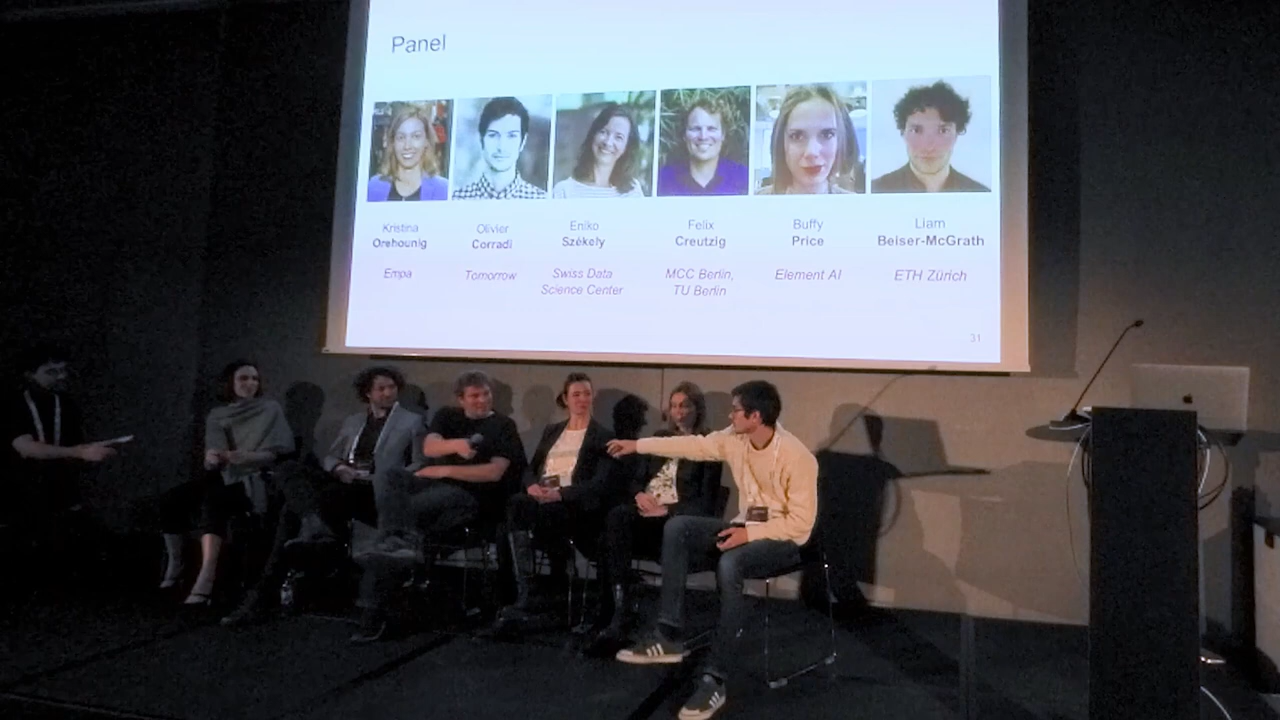 Panel
Kristina
Orehounig
Empa
Olivier
Corradi
Tomorrow
Eniko
Székely
Swiss Data
Science Center
Felix
Creutzig
MCC Berlin,
TU Berlin
Buffy
Price
Element AI
Liam
Beiser-McGrath
ETH Zürich
31